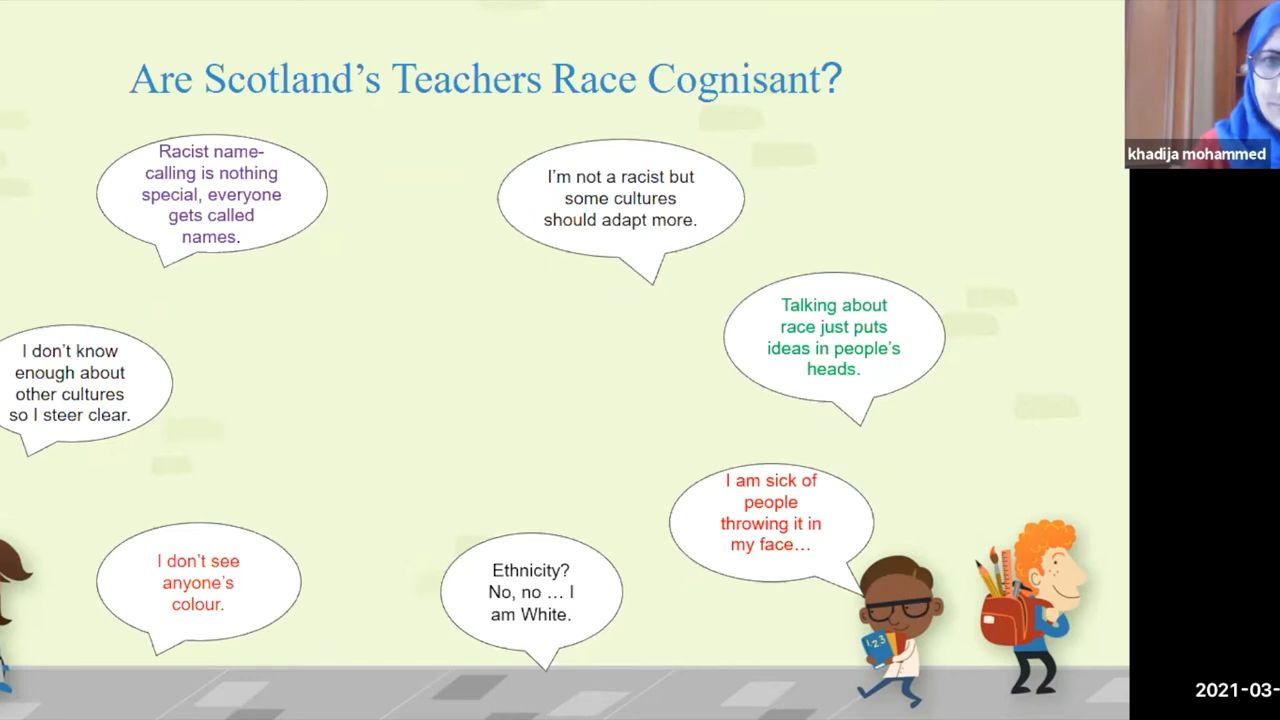 Are Scotland's Teachers Race Cognisant?
khadija mohammed
Racist name-
calling is nothing
special, everyone
gets called
names.
I'm not a racist but
some cultures
should adapt more.
Talking about
race just puts
ideas in people's
heads.
I don't know
enough about
other cultures
so I steer clear.
I am sick of
people
throwing it in
my face…
I don't see
anyone's
colour.
Ethnicity?
No, no … I
am White.
123
2021-03-